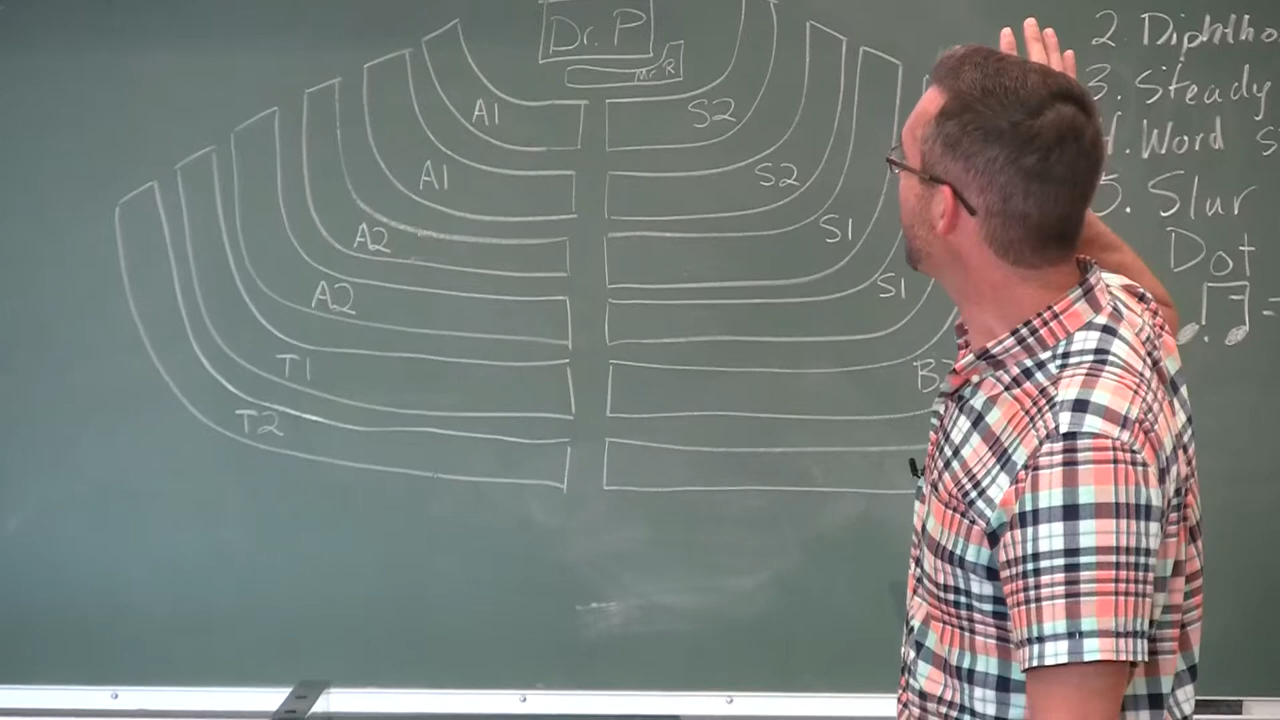 Dr. P
Mr R
A1
S2
A1
S2
A2
S1
A2
S1
T1
T2
2. Diphtho
3. Steady
4. Word s
5. Slur
Dot